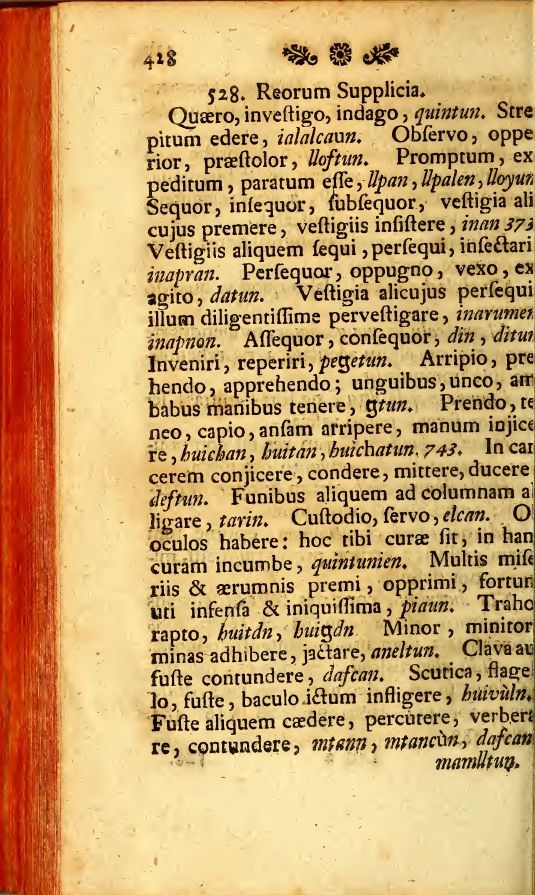 428
528. Reorum Supplicia.
Quæro, inveſtigo, indago, quintun. Stre
pitum edere, ialalcaun. Obſervo, oppe
rior, præſtolor, lloftun. Promptum, ex
peditum, paratum eſſe, llpan, llpalen, lloyun
Sequor, inſequor, ſubſequor, veſtigia ali
cujus premere, veſtigiis inſiſtere, inan 373
Veſtigiis aliquem ſequi, perſequi, inſectari
inapran. Perſequor, oppugno, vexo, ex
agito, datun. Veſtigia alicujus perſequi
illum diligentiſſime perveſtigare, inarumen
inapnon. Aſſequor, conſequor, din, ditun
Inveniri, reperiri, pegetun. Arripio, pre
hendo, apprehendo; unguibus, unco, am
babus manibus tenere, gtun. Prendo, te
neo, capio, anſam arripere, manum injice
re, huichan, huitan, huichatun. 743. In car
cerem conjicere, condere, mittere, ducere
deftun. Funibus aliquem ad columnam al
ligare, tarin. Cuſtodio, ſervo, elcan. O
oculos habere: hoc tibi curæ ſit, in han
curam incumbe, quintunien. Multis miſe
riis & ærumnis premi, opprimi, fortun
uti infenſa & iniquiſſima, piaun. Traho
rapto, huitdn, huigdn Minor, minitor
minas adhibere, jactare, aneltun. Clava au
fuſte contundere, dafcan. Scutica, flage
lo, fuſte, baculo ictum infligere, huivùln.
Fuſte aliquem cædere, percutere, verbera
re, contundere, mtann, mtancùn, dafcan
mamlltun.